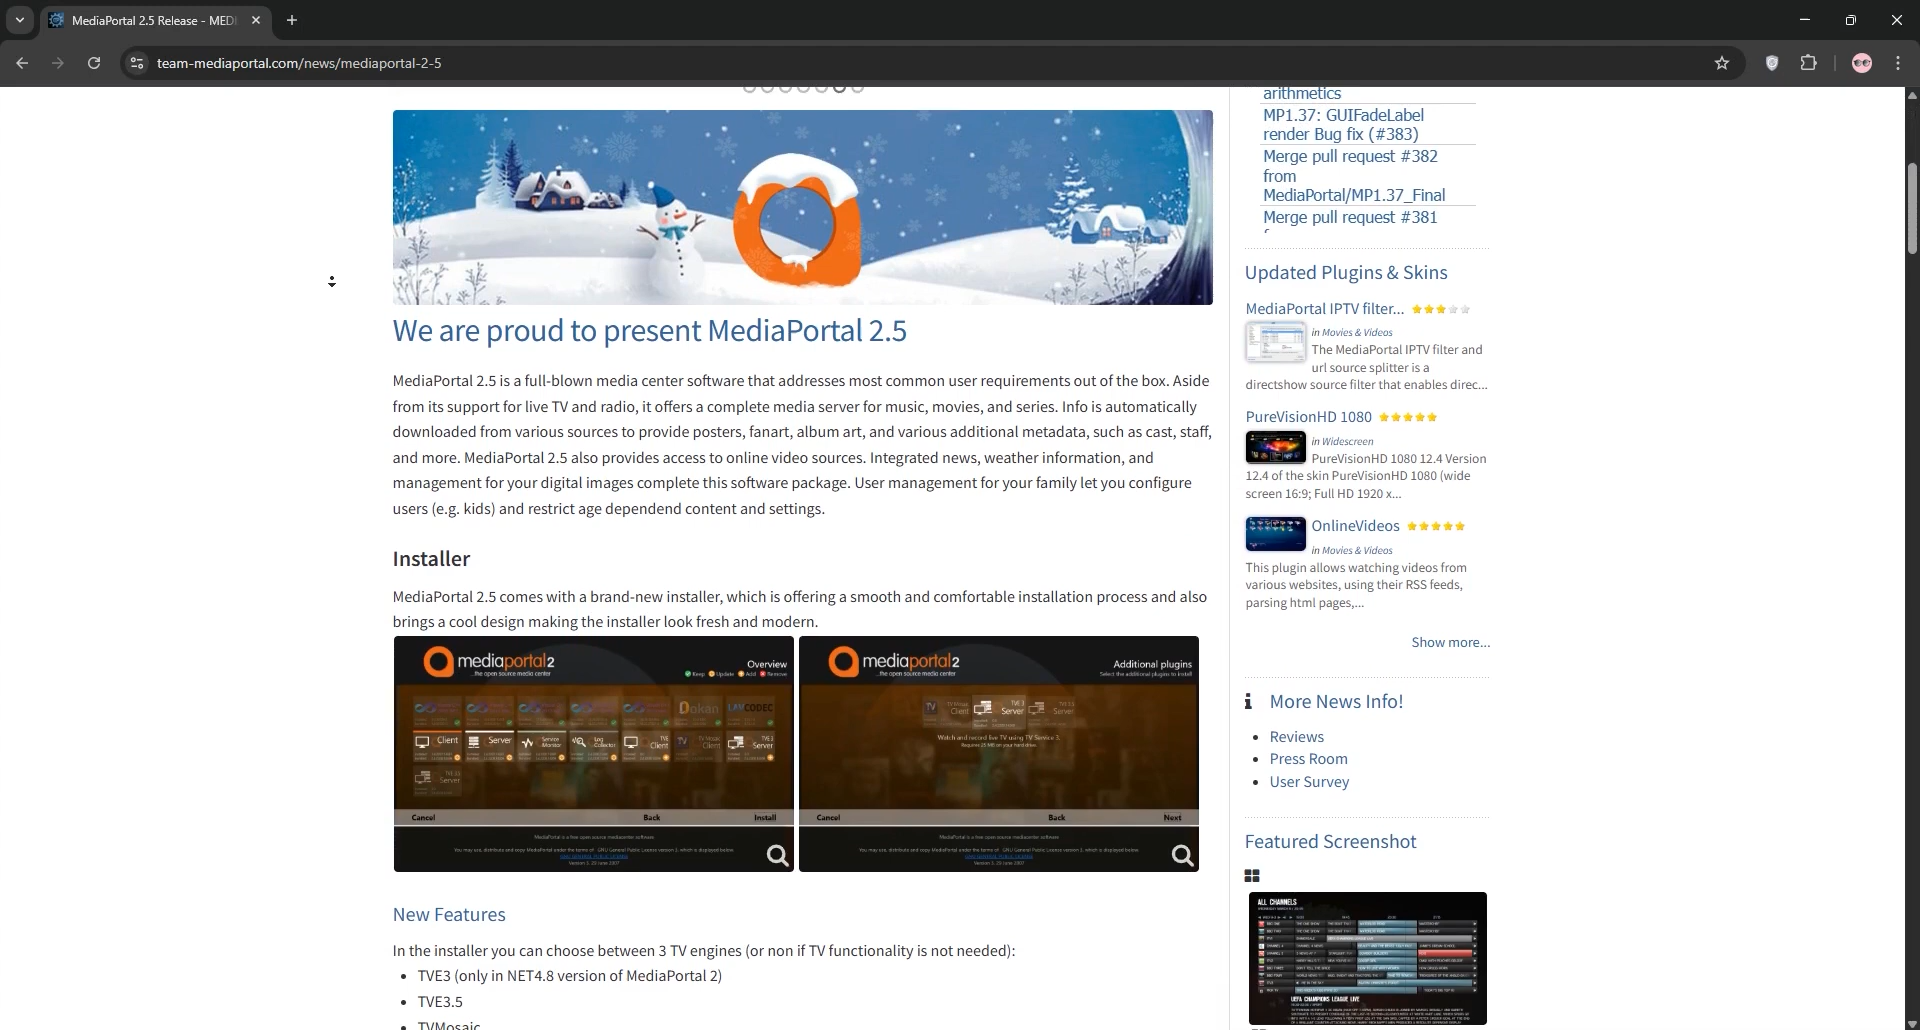 MediaPortal 2.5 Release - MED
team-mediaportal.com/news/mediaportal-2-5
We are proud to present MediaPortal 2.5
MediaPortal 2.5 is a full-blown media center software that addresses most common user requirements out of the box. Aside
from its support for live TV and radio, it offers a complete media server for music, movies, and series. Info is automatically
downloaded from various sources to provide posters, fanart, album art, and various additional metadata, such as cast, staff,
and more. MediaPortal 2.5 also provides access to online video sources. Integrated news, weather information, and
management for your digital images complete this software package. User management for your family let you configure
users (e.g. kids) and restrict age dependend content and settings.
Installer
MediaPortal 2.5 comes with a brand-new installer, which is offering a smooth and comfortable installation process and also
brings a cool design making the installer look fresh and modern.
mediaportal2
...the open source media center
Overview
Keep Update Add Remove
Dokan LAVCODEC
Client Server Service Monitor Log Collector TVE Client TV Mosaic Client TVE 3 Server
Server
Cancel Back Install
MediaPortal is a free open source mediacenter software
You may use, distribute and copy MediaPortal under the terms of GNU General Public License version 3, which is displayed below.
GNU GENERAL PUBLIC LICENSE
Version 3, 29 June 2007
mediaportal2
...the open source media center
Additional plugins
Select the additional plugins to install
TV Mosaic Client TVE 3 Server TVE 3.5 Server
Watch and record live TV using TV Service 3.
Requires 25 MB on your hard drive.
Cancel Back Next
MediaPortal is a free open source mediacenter software
You may use, distribute and copy MediaPortal under the terms of GNU General Public License version 3, which is displayed below.
GNU GENERAL PUBLIC LICENSE
Version 3, 29 June 2007
New Features
In the installer you can choose between 3 TV engines (or non if TV functionality is not needed):
• TVE3 (only in NET4.8 version of MediaPortal 2)
• TVE3.5
• TVMosaic
arithmetics
MP1.37: GUIFadeLabel
render Bug fix (#383)
Merge pull request #382
from
MediaPortal/MP1.37_Final
Merge pull request #381
Updated Plugins & Skins
MediaPortal IPTV filter...
in Movies & Videos
The MediaPortal IPTV filter and
url source splitter is a
directshow source filter that enables direc...
PureVisionHD 1080
in Widescreen
PureVisionHD 1080 12.4 Version
12.4 of the skin PureVisionHD 1080 (wide
screen 16:9; Full HD 1920 x...
OnlineVideos
in Movies & Videos
This plugin allows watching videos from
various websites, using their RSS feeds,
parsing html pages,...
Show more...
More News Info!
• Reviews
• Press Room
• User Survey
Featured Screenshot
ALL CHANNELS
UEFA CHAMPIONS LEAGUE LIVE